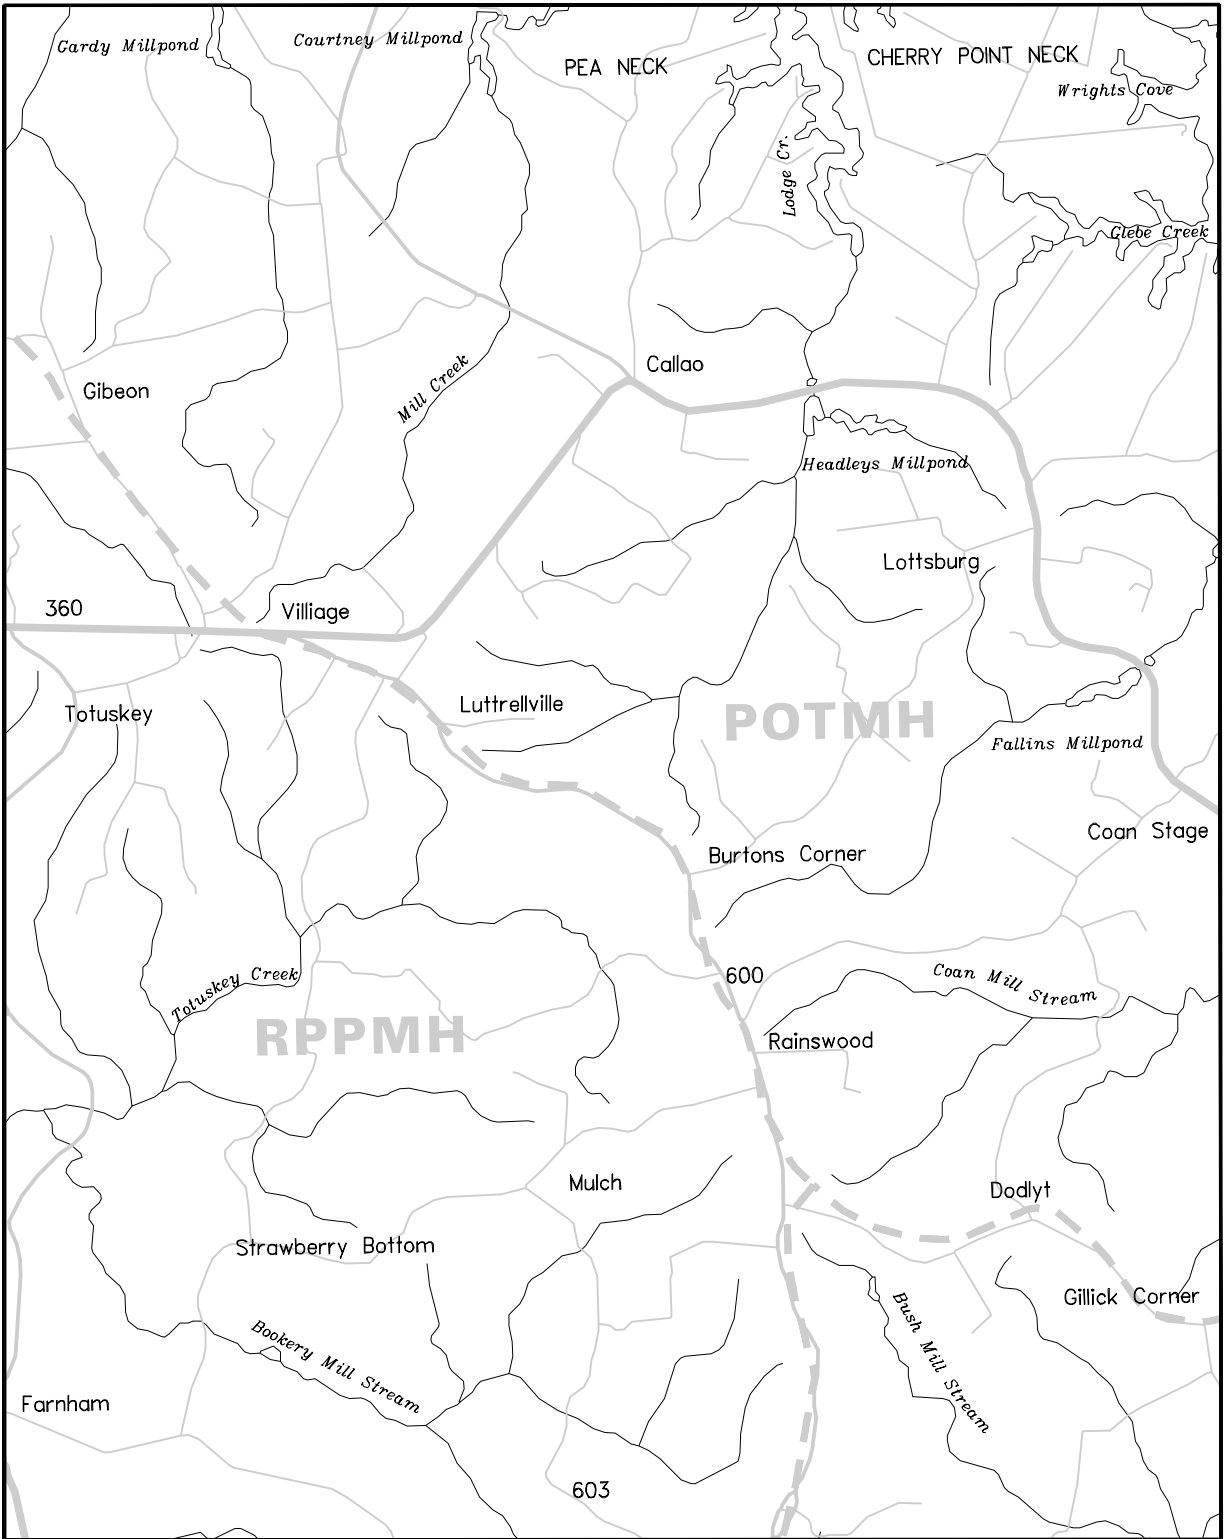 Gardy Millpond
Courtney Millpond
PEA NECK
CHERRY POINT NECK
Wrights Cove
Lodge Cr.
Glebe Creek
Callao
Gibeon
Mill Creek
Headleys Millpond
Lottsburg
360
Villiage
Totuskey
Luttrellville
POTMH
Fallins Millpond
Coan Stage
Burtons Corner
600
Coan Mill Stream
Totuskey Creek
RPPMH
Rainswood
Mulch
Dodlyt
Strawberry Bottom
Gillick Corner
Bookery Mill Stream
Bush Mill Stream
Farnham
603